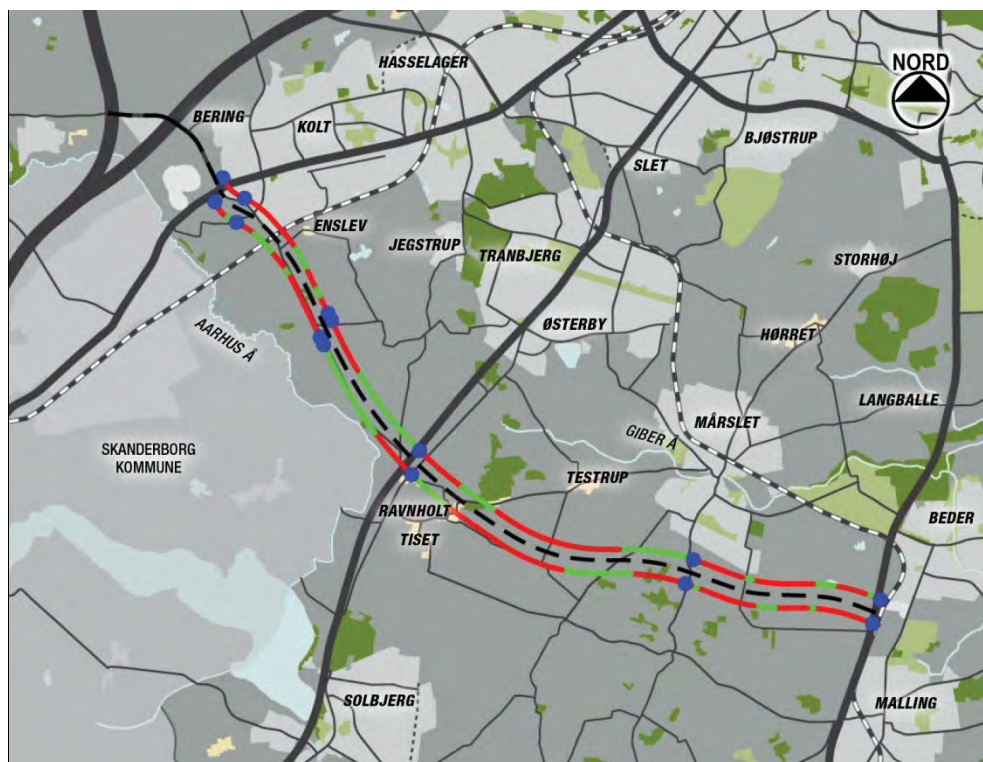 NORD
HASSELAGER
BERING
KOLT
BJØSTRUP
SLET
ENSLEV
JEGSTRUP
TRANBJERG
STORHØJ
AARHUS Å
ØSTERBY
HØRRET
LANGBALLE
MÅRSLET
GIBER Å
SKANDERBORG
KOMMUNE
TESTRUP
RAVNHOLT
BEDER
TISET
SOLBJERG
MALLING